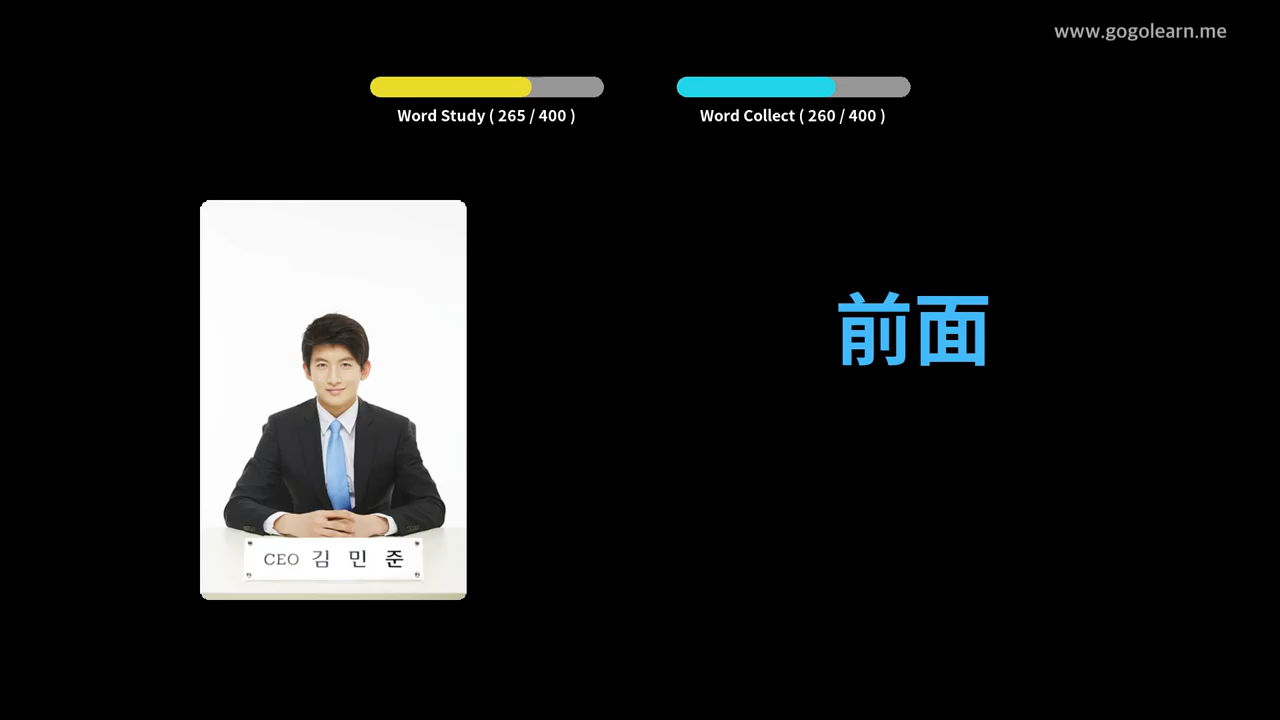 www.gogolearn.me
Word Study ( 265 / 400 )
Word Collect ( 260 / 400 )
前面
CEO 김 민 준